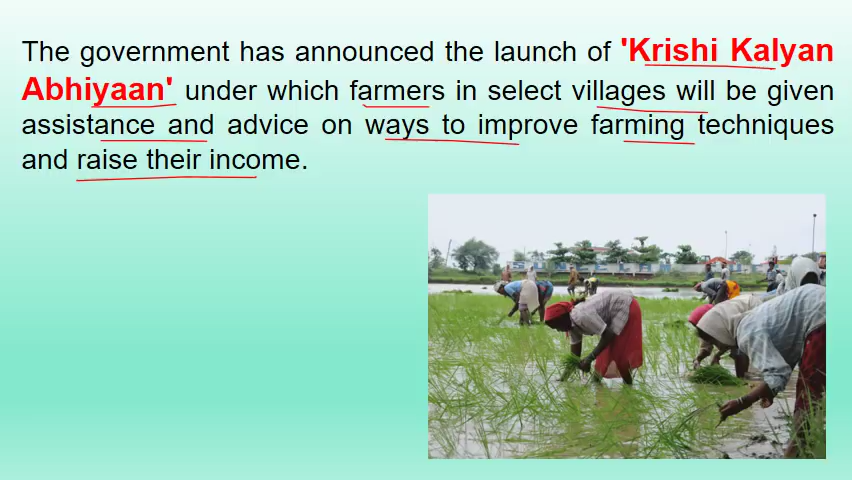 The government has announced the launch of 'Krishi Kalyan
Abhiyaan' under which farmers in select villages will be given
assistance and advice on ways to improve farming techniques
and raise their income.